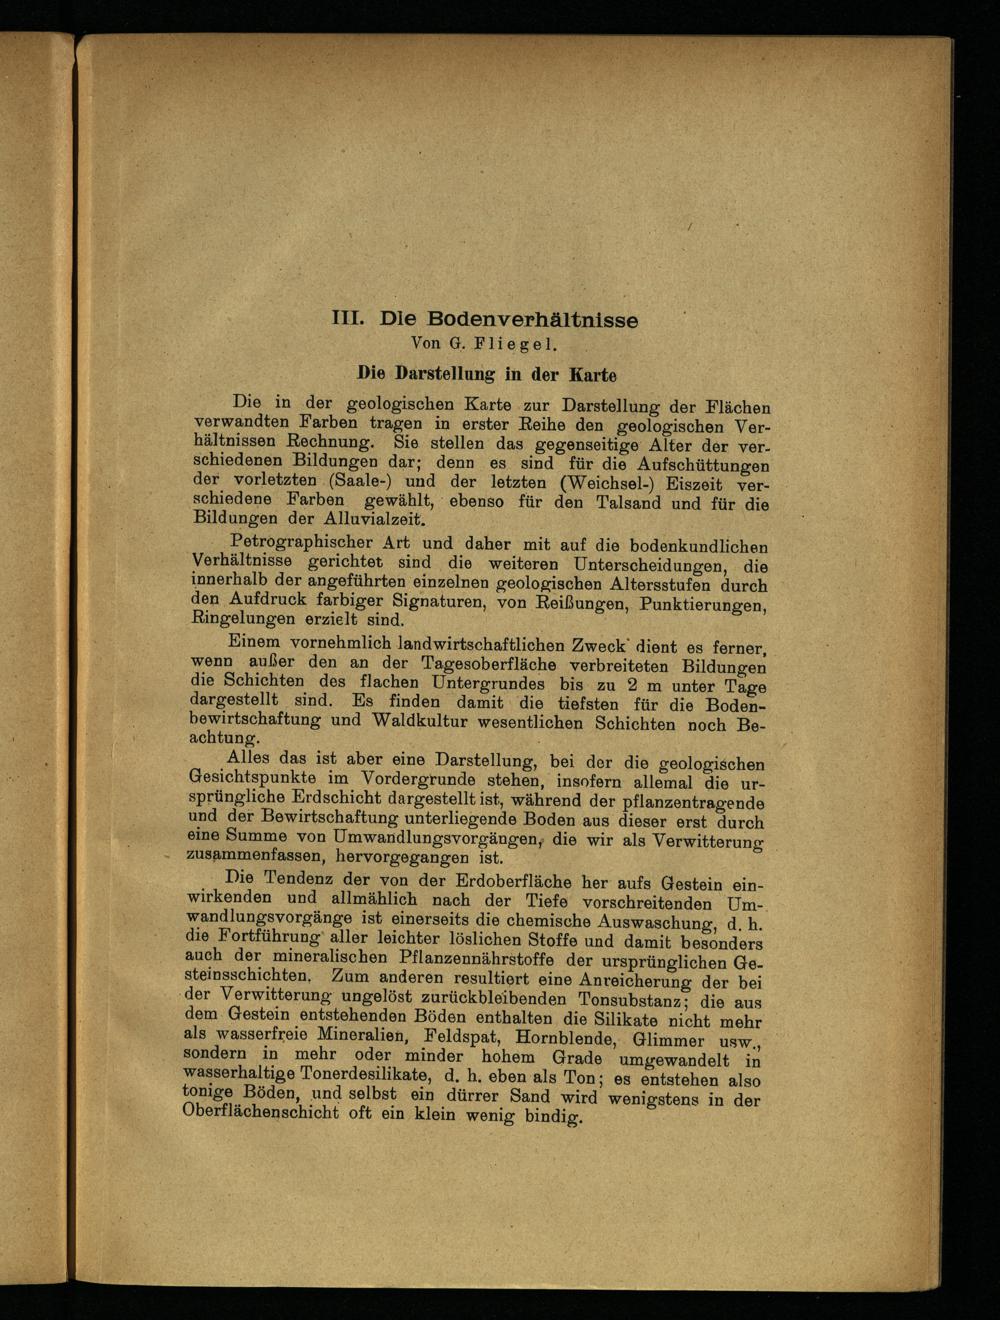 III. Die Bodenverhältnisse
Von G. Fliegel.
Die Darstellung in der Karte
Die in der geologischen Karte zur Darstellung der Flächen
verwandten Farben tragen in erster Reihe den geologischen Ver-
hältnissen Rechnung. Sie stellen das gegenseitige Alter der ver-
schiedenen Bildungen dar; denn es sind für die Aufschüttungen
der vorletzten (Saale-) und der letzten (Weichsel-) Eiszeit ver-
schiedene Farben gewählt, ebenso für den Talsand und für die
Bildungen der Alluvialzeit.
Petrographischer Art und daher mit auf die bodenkundlichen
Verhältnisse gerichtet sind die weiteren Unterscheidungen, die
innerhalb der angeführten einzelnen geologischen Altersstufen durch
den Aufdruck farbiger Signaturen, von Reißungen, Punktierungen,
Ringelungen erzielt sind.
Einem vornehmlich landwirtschaftlichen Zweck dient es ferner,
wenn außer den an der Tagesoberfläche verbreiteten Bildungen
die Schichten des flachen Untergrundes bis zu 2 m unter Tage
dargestellt sind. Es finden damit die tiefsten für die Boden-
bewirtschaftung und Waldkultur wesentlichen Schichten noch Be-
achtung.
Alles das ist aber eine Darstellung, bei der die geologischen
Gesichtspunkte im Vordergrunde stehen, insofern allemal die ur-
sprüngliche Erdschicht dargestellt ist, während der pflanzentragende
und der Bewirtschaftung unterliegende Boden aus dieser erst durch
eine Summe von Umwandlungsvorgängen, die wir als Verwitterung
zusammenfassen, hervorgegangen ist.
Die Tendenz der von der Erdoberfläche her aufs Gestein ein-
wirkenden und allmählich nach der Tiefe vorschreitenden Um-
wandlungsvorgänge ist einerseits die chemische Auswaschung, d. h.
die Fortführung aller leichter löslichen Stoffe und damit besonders
auch der mineralischen Pflanzennährstoffe der ursprünglichen Ge-
steinsschichten. Zum anderen resultiert eine Anreicherung der bei
der Verwitterung ungelöst zurückbleibenden Tonsubstanz; die aus
dem Gestein entstehenden Böden enthalten die Silikate nicht mehr
als wasserfreie Mineralien, Feldspat, Hornblende, Glimmer usw.,
sondern in mehr oder minder hohem Grade umgewandelt in
wasserhaltige Tonerdesilikate, d. h. eben als Ton; es entstehen also
tonige Böden, und selbst ein dürrer Sand wird wenigstens in der
Oberflächenschicht oft ein klein wenig bindig.